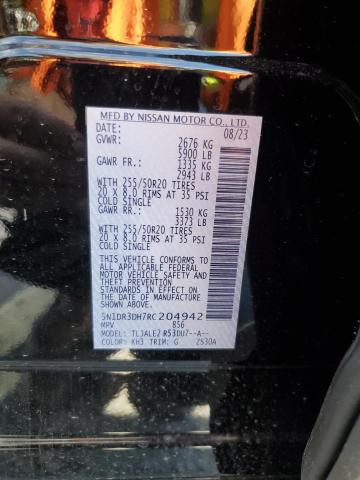 MFD BY NISSAN MOTOR CO., LTD.
DATE: 08/23
GVWR: 2676 KG
5900 LB
GAWR FR.: 1335 KG
2943 LB
WITH 255/50R20 TIRES
20 X 8.0 RIMS AT 35 PSI
COLD SINGLE
GAWR RR.: 1530 KG
3373 LB
WITH 255/50R20 TIRES
20 X 8.0 RIMS AT 35 PSI
COLD SINGLE
THIS VEHICLE CONFORMS TO
ALL APPLICABLE FEDERAL
MOTOR VEHICLE SAFETY AND
THEFT PREVENTION
STANDARDS IN EFFECT ON
THE DATE OF MANUFACTURE
SHOWN ABOVE.
5N1DR3DH7RC204942
MPV 856
MODEL: TLJALE2 R53DU7--A--
COLOR: KH3 TRIM: G ZS30A